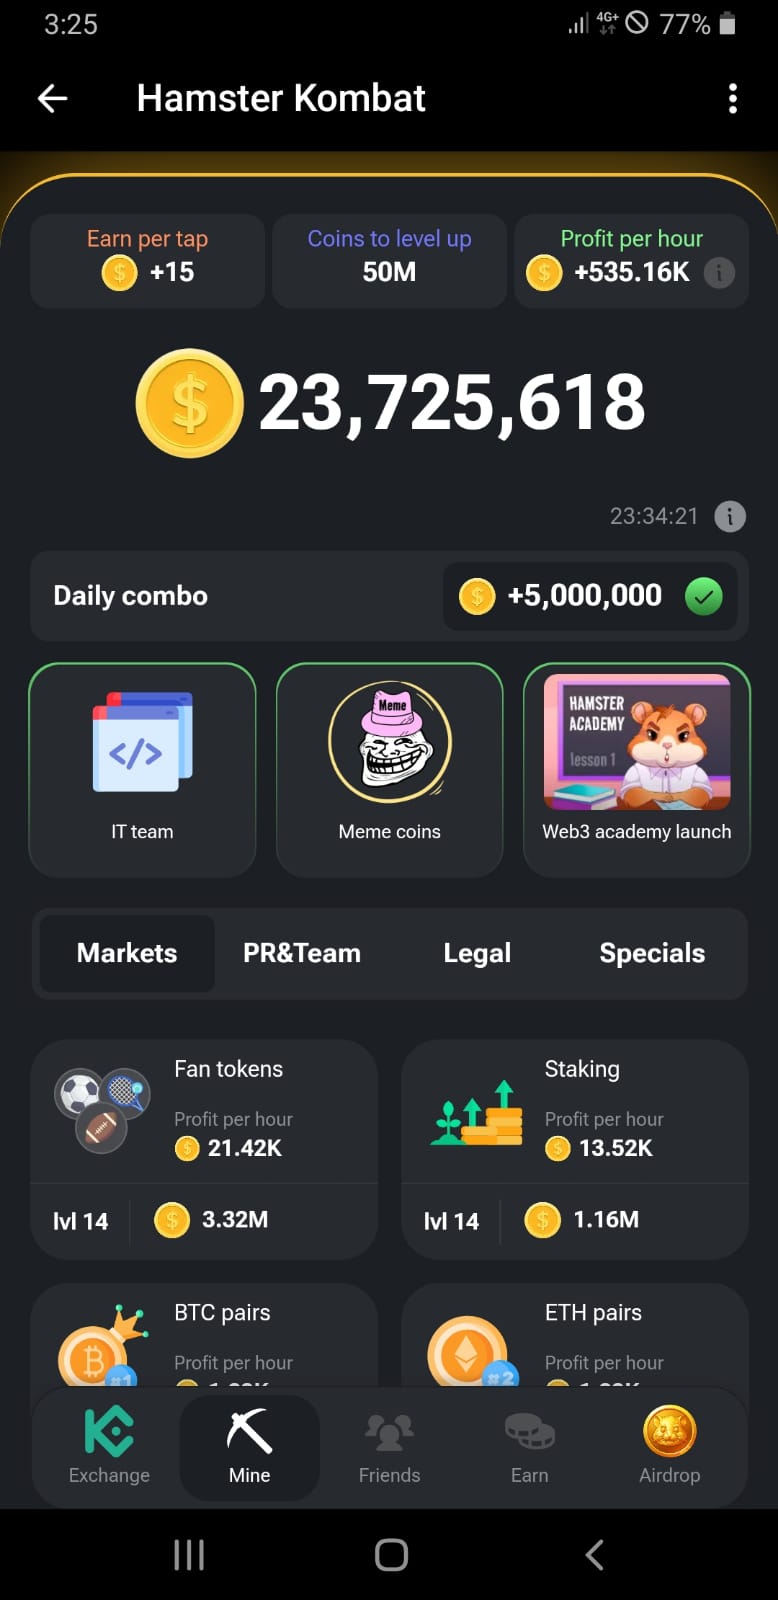 3:25
4G+ 77%
Hamster Kombat
Earn per tap
+15
Coins to level up
50M
Profit per hour
+535.16K
23,725,618
23:34:21
Daily combo
+5,000,000
Meme
HAMSTER
ACADEMY
lesson 1
IT team
Meme coins
Web3 academy launch
Markets
PR&Team
Legal
Specials
Fan tokens
Profit per hour
21.42K
lvl 14
3.32M
Staking
Profit per hour
13.52K
lvl 14
1.16M
BTC pairs
#1
Profit per hour
ETH pairs
#2
Profit per hour
Exchange
Mine
Friends
Earn
Airdrop